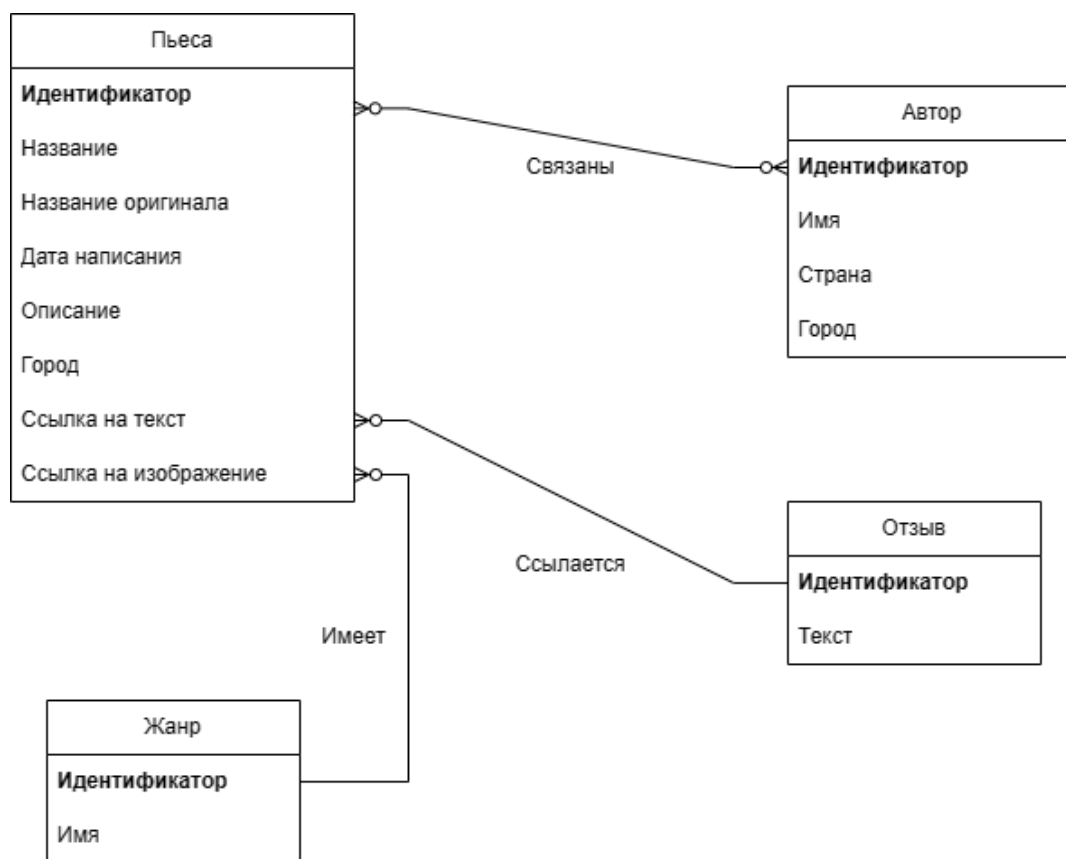 Пьеса
Идентификатор
Название
Название оригинала
Дата написания
Описание
Город
Ссылка на текст
Ссылка на изображение
Связаны
Автор
Идентификатор
Имя
Страна
Город
Ссылается
Отзыв
Идентификатор
Текст
Имеет
Жанр
Идентификатор
Имя